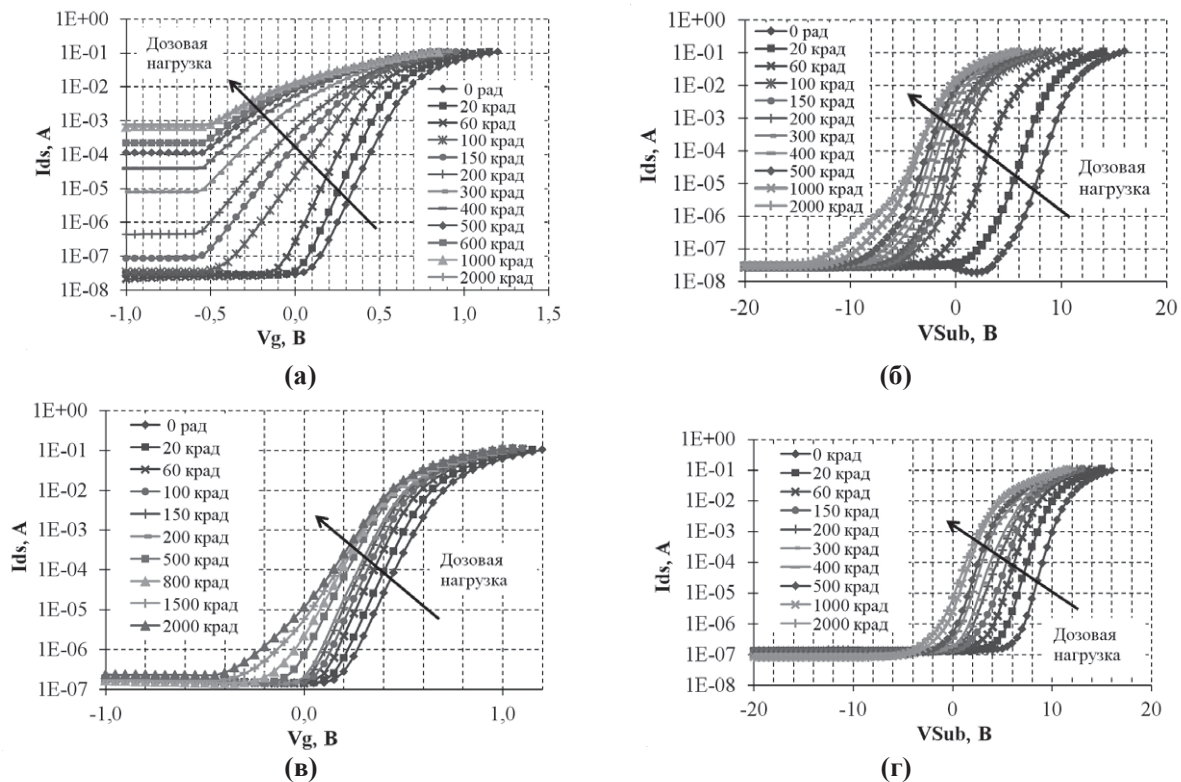 1E+00
1E-01
1E-02
1E-03
1E-04
1E-05
1E-06
1E-07
1E-08
Ids, А
Дозовая
нагрузка
0 рад
20 крад
60 крад
100 крад
150 крад
200 крад
300 крад
400 крад
500 крад
600 крад
1000 крад
2000 крад
-1,0
-0,5
0,0
0,5
1,0
1,5
Vg, В
(а)
1E+00
1E-01
1E-02
1E-03
1E-04
1E-05
1E-06
1E-07
1E-08
Ids, А
0 рад
20 крад
60 крад
100 крад
150 крад
200 крад
300 крад
400 крад
500 крад
1000 крад
2000 крад
Дозовая
нагрузка
-20
-10
0
10
20
VSub, В
(б)
1E+00
1E-01
1E-02
1E-03
1E-04
1E-05
1E-06
1E-07
Ids, А
0 рад
20 крад
60 крад
100 крад
150 крад
200 крад
500 крад
800 крад
1500 крад
2000 крад
Дозовая
нагрузка
-1,0
0,0
1,0
Vg, В
(в)
1E+00
1E-01
1E-02
1E-03
1E-04
1E-05
1E-06
1E-07
1E-08
Ids, А
0 крад
20 крад
60 крад
150 крад
200 крад
300 крад
400 крад
500 крад
1000 крад
2000 крад
Дозовая
нагрузка
-20
-10
0
10
20
VSub, В
(г)